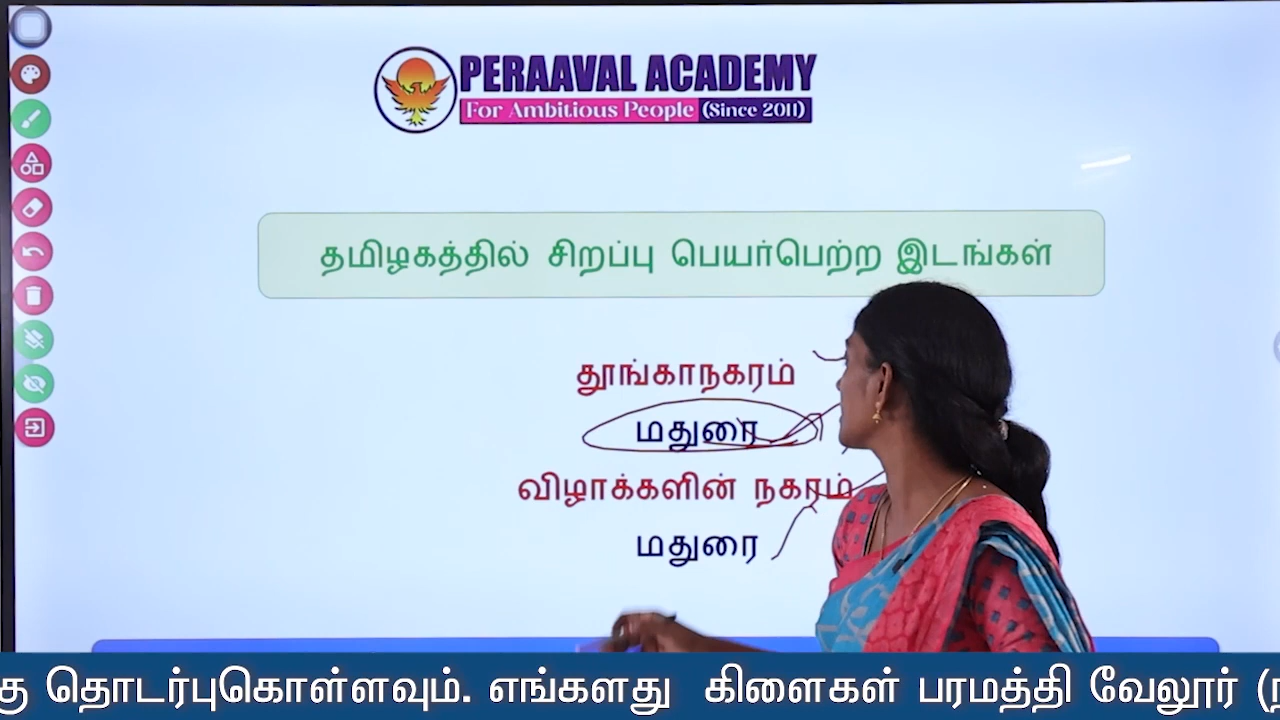 PERAAVAL ACADEMY
For Ambitious People (Since 2011)
தமிழகத்தில் சிறப்பு பெயர்பெற்ற இடங்கள்
தூங்காநகரம்
மதுரை
விழாக்களின் நகரம்
மதுரை
கு தொடர்புகொள்ளவும். எங்களது கிளைகள் பரமத்தி வேலூர் (